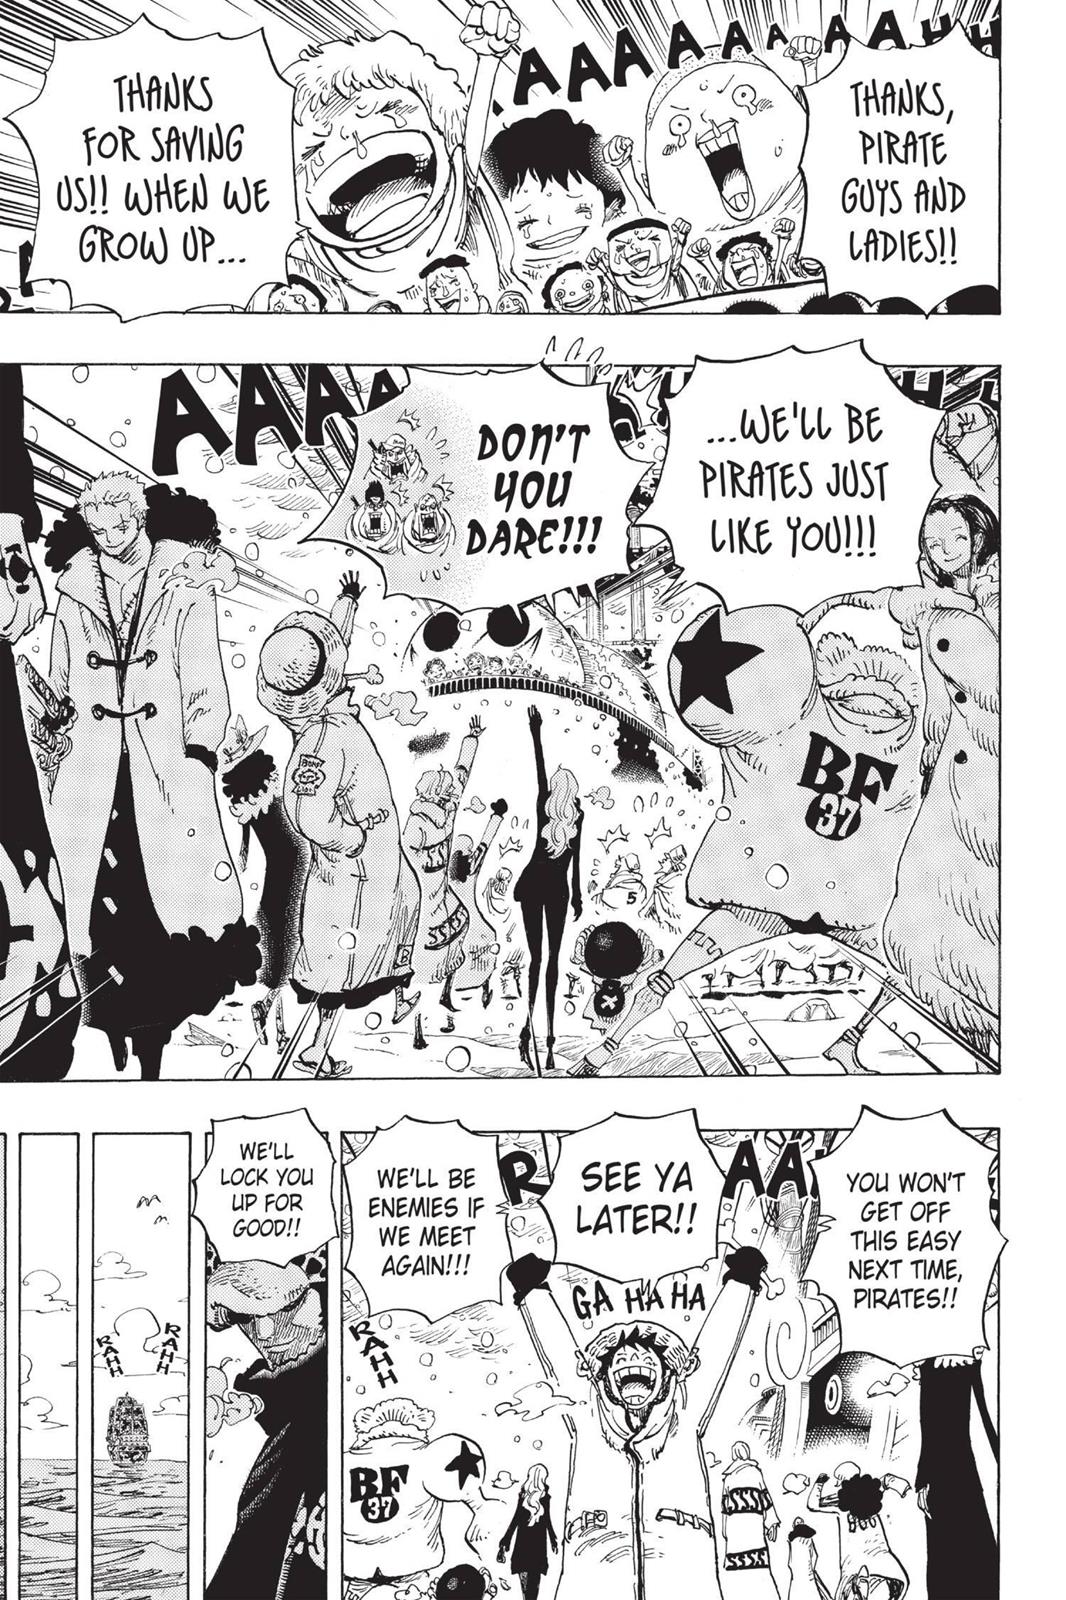 THANKS,
PIRATE
GUYS AND
LADIES!!
THANKS
FOR SAVING
US!! WHEN WE
GROW UP...
AAAAAAAAAHH
...WE'LL BE
PIRATES JUST
LIKE YOU!!!
DON'T
YOU
DARE!!!
AAAA
BF
37
5
YOU WON'T
GET OFF
THIS EASY
NEXT TIME,
PIRATES!!
SEE YA
LATER!!
GA HA HA
WE'LL BE
ENEMIES IF
WE MEET
AGAIN!!!
RAHH
BF
37
WE'LL
LOCK YOU
UP FOR
GOOD!!
RAHH
RAHH